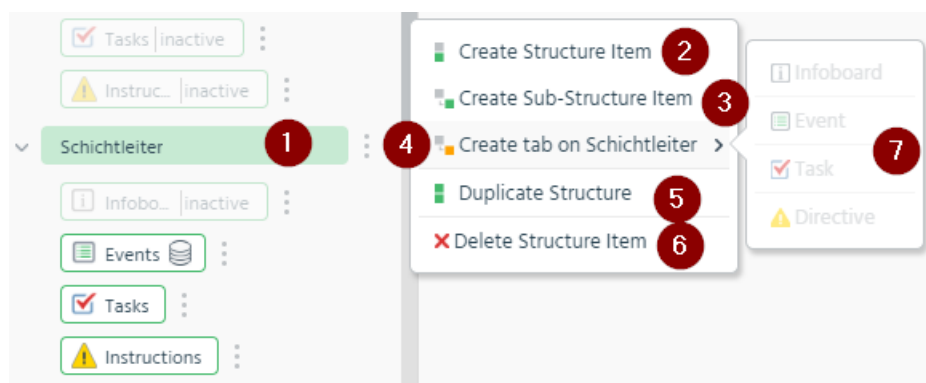 Tasks |inactive
Instruc... |inactive
Schichtleiter
1
Infobo... |inactive
Events
Tasks
Instructions
Create Structure Item
2
Create Sub-Structure Item
3
4
Create tab on Schichtleiter >
Duplicate Structure
5
Delete Structure Item
6
Infoboard
Event
Task
7
Directive